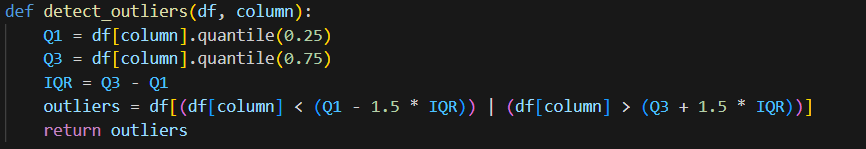 def detect_outliers(df, column):
    Q1 = df[column].quantile(0.25)
    Q3 = df[column].quantile(0.75)
    IQR = Q3 - Q1
    outliers = df[(df[column] < (Q1 - 1.5 * IQR)) | (df[column] > (Q3 + 1.5 * IQR))]
    return outliers